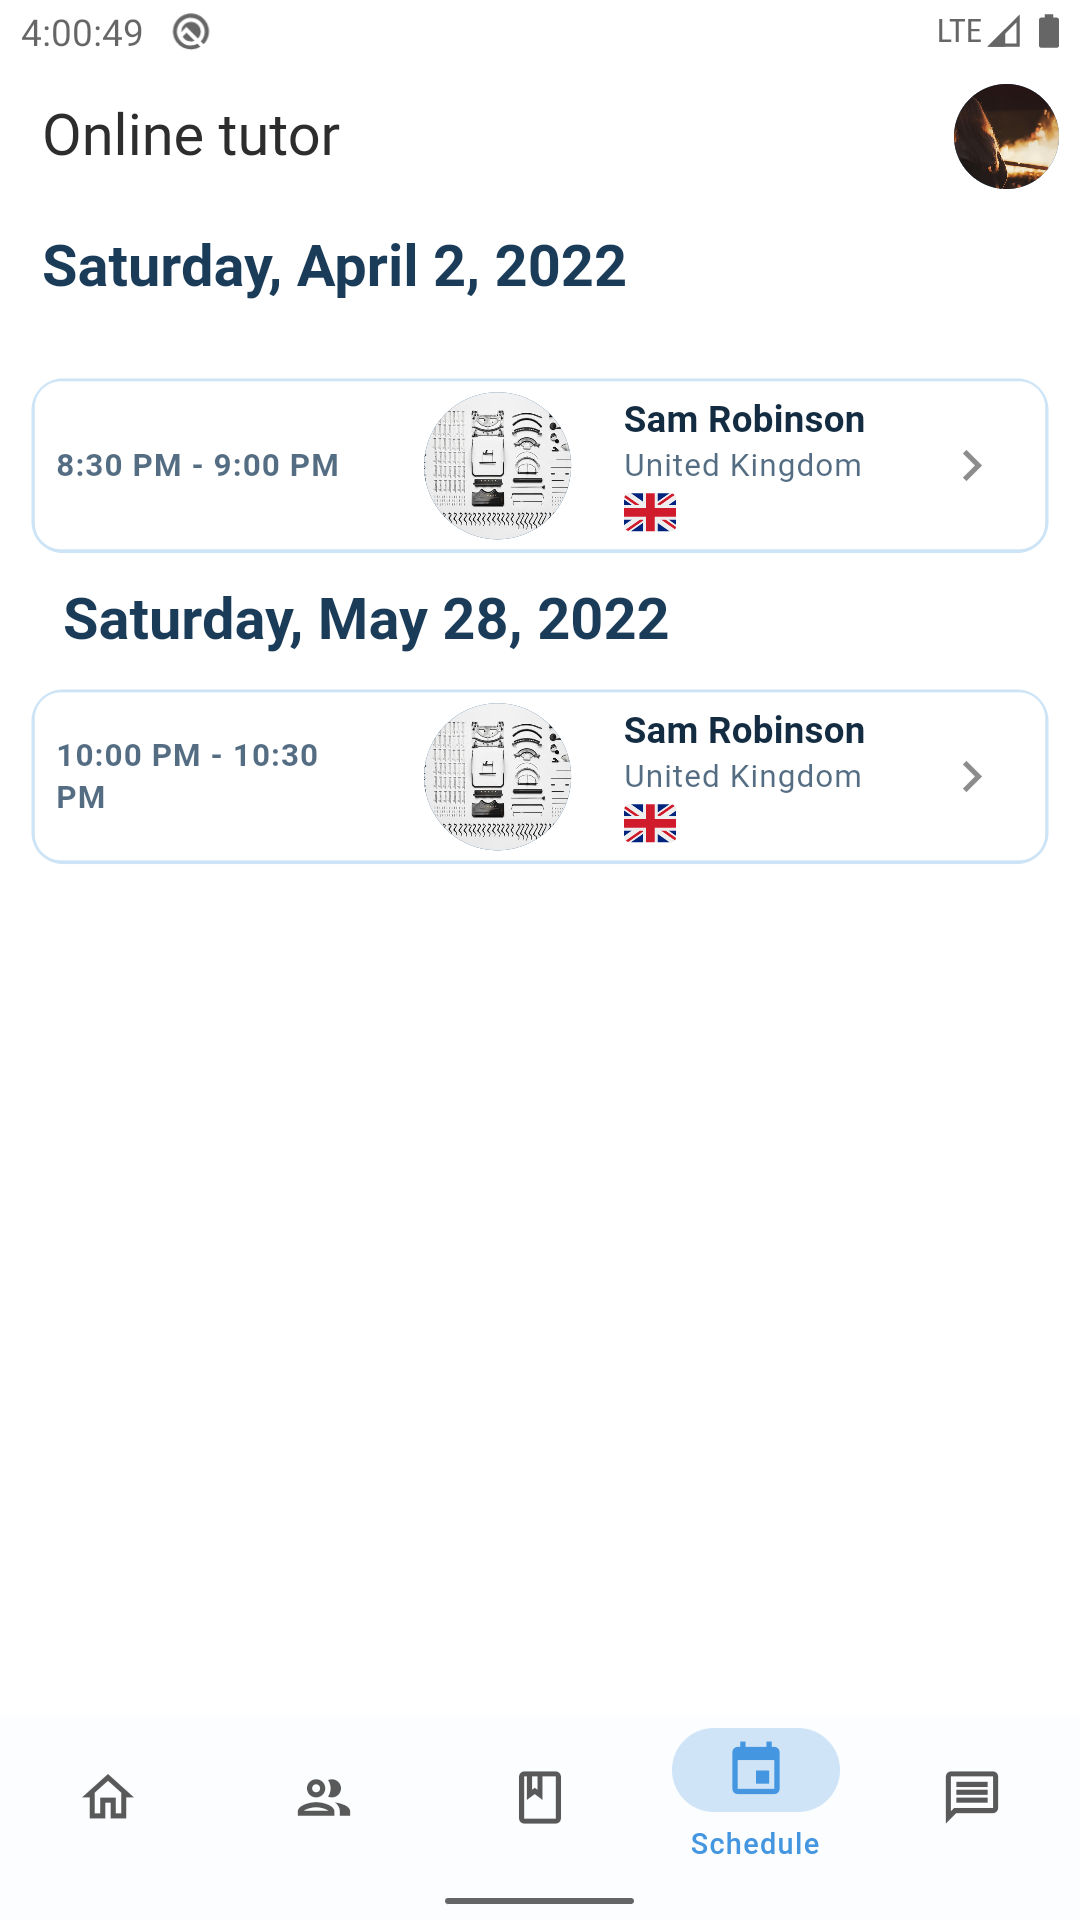 4:00:49
LTE
Online tutor
Saturday, April 2, 2022
8:30 PM - 9:00 PM
Sam Robinson
United Kingdom
Saturday, May 28, 2022
10:00 PM - 10:30
PM
Sam Robinson
United Kingdom
Schedule